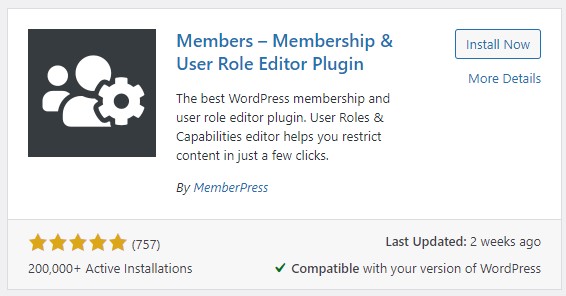 Members – Membership &
User Role Editor Plugin
Install Now
More Details
The best WordPress membership and
user role editor plugin. User Roles &
Capabilities editor helps you restrict
content in just a few clicks.
By MemberPress
(757)
Last Updated: 2 weeks ago
200,000+ Active Installations
Compatible with your version of WordPress